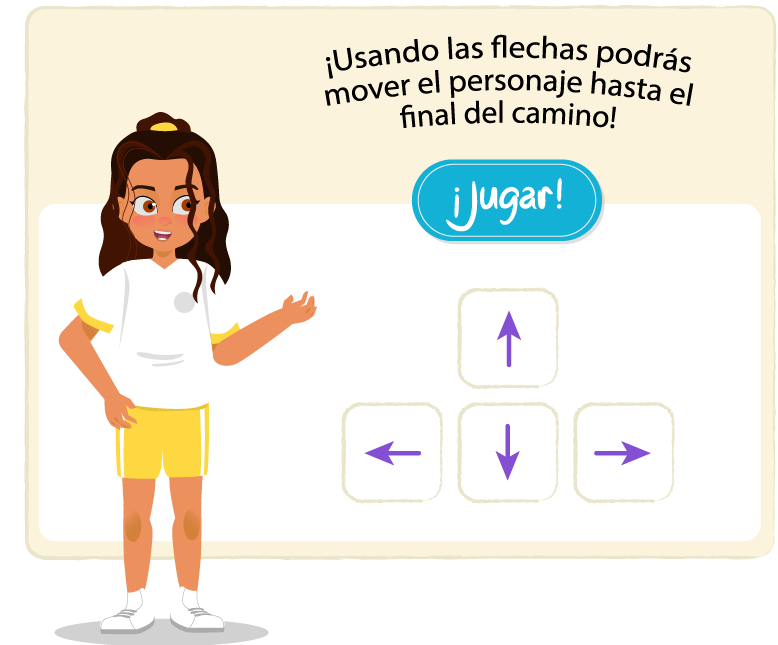 ¡Usando las flechas podrás
mover el personaje hasta el
final del camino!
¡Jugar!